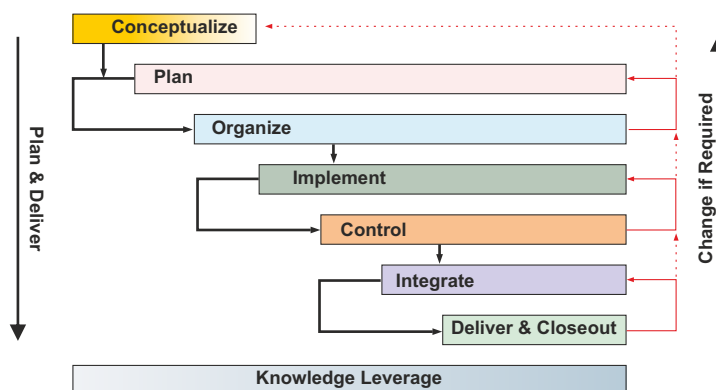 Conceptualize
Plan
Organize
Implement
Control
Integrate
Deliver & Closeout
Knowledge Leverage
Plan & Deliver
Change if Required